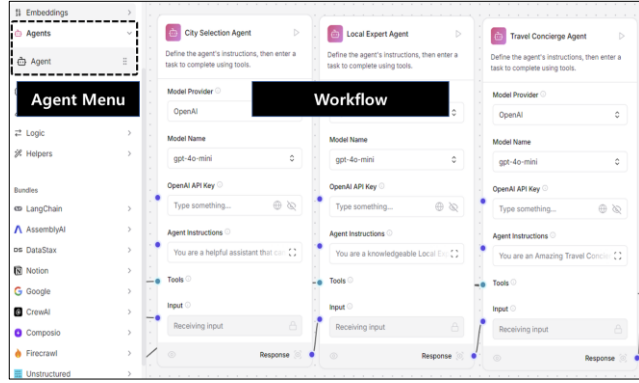 Embeddings
Agents
Agent
Agent Menu
Logic
Helpers
Bundles
LangChain
AssemblyAI
DataStax
Notion
Google
CrewAI
Composio
Firecrawl
Unstructured
Workflow
City Selection Agent
Define the agent's instructions, then enter a
task to complete using tools.
Model Provider
OpenAI
Model Name
gpt-4o-mini
OpenAI API Key
Type something...
Agent Instructions
You are a helpful assistant that
Tools
Input
Receiving input
Response
Local Expert Agent
Define the agent's instructions, then enter a
task to complete using tools.
Model Name
gpt-4o-mini
OpenAI API Key
Type something...
Agent Instructions
You are a knowledgeable Local
Tools
Input
Receiving input
Response
Travel Concierge Agent
Define the agent's instructions, then enter a
task to complete using tools.
Model Provider
OpenAI
Model Name
gpt-4o-mini
OpenAI API Key
Type something...
Agent Instructions
You are an Amazing Travel
Tools
Input
Receiving input
Response